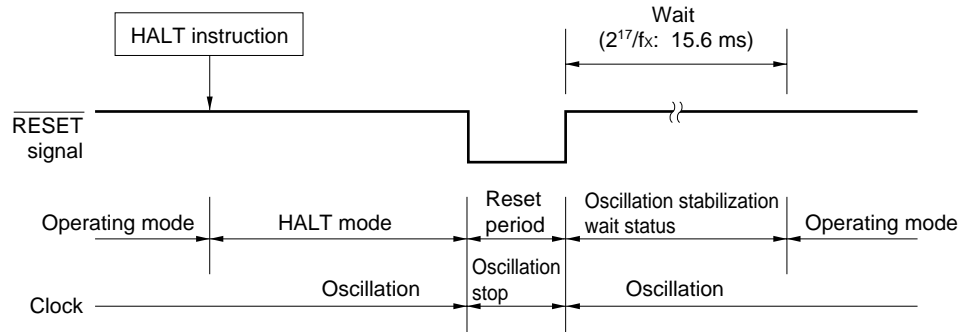 Wait
(2¹⁷/fx: 15.6 ms)
HALT instruction
RESET
signal
Operating mode
HALT mode
Reset
period
Oscillation stabilization
wait status
Operating mode
Clock
Oscillation
Oscillation
stop
Oscillation